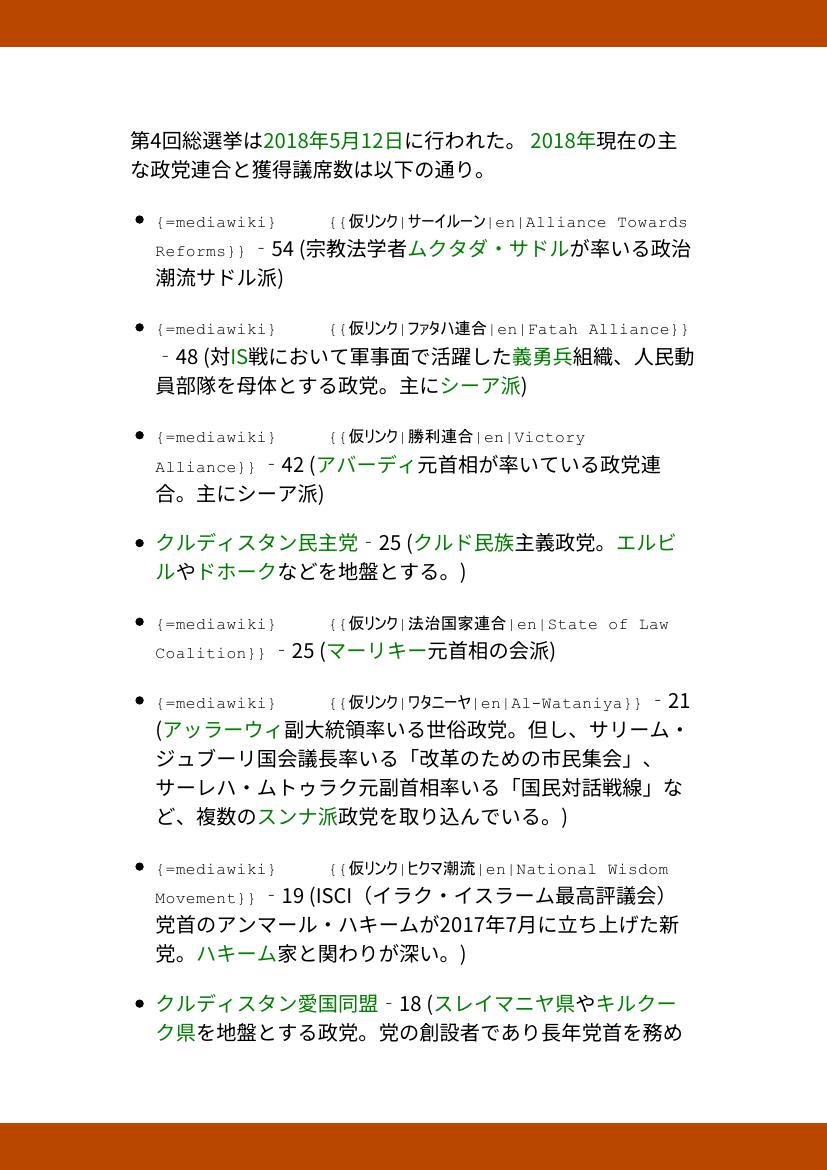 第4回総選挙は2018年5月12日に行われた。 2018年現在の主
な政党連合と獲得議席数は以下の通り。
• {=mediawiki} {{仮リンク|サーイルーン|en|Alliance Towards
Reforms}} ‐ 54 (宗教法学者ムクタダ・サドルが率いる政治
潮流サドル派)
• {=mediawiki} {{仮リンク|ファタハ連合|en|Fatah Alliance}}
‐ 48 (対IS戦において軍事面で活躍した義勇兵組織、人民動
員部隊を母体とする政党。主にシーア派)
• {=mediawiki} {{仮リンク|勝利連合|en|Victory
Alliance}} ‐ 42 (アバーディ元首相が率いている政党連
合。主にシーア派)
• クルディスタン民主党 ‐ 25 (クルド民族主義政党。エルビ
ルやドホークなどを地盤とする。)
• {=mediawiki} {{仮リンク|法治国家連合|en|State of Law
Coalition}} ‐ 25 (マーリキー元首相の会派)
• {=mediawiki} {{仮リンク|ワタニーヤ|en|Al-Wataniya}} ‐ 21
(アッラーウィ副大統領率いる世俗政党。但し、サリーム・
ジュブーリ国会議長率いる「改革のための市民集会」、
サーレハ・ムトゥラク元副首相率いる「国民対話戦線」な
ど、複数のスンナ派政党を取り込んでいる。)
• {=mediawiki} {{仮リンク|ヒクマ潮流|en|National Wisdom
Movement}} ‐ 19 (ISCI（イラク・イスラーム最高評議会）
党首のアンマール・ハキームが2017年7月に立ち上げた新
党。ハキーム家と関わりが深い。)
• クルディスタン愛国同盟 ‐ 18 (スレイマニヤ県やキルクー
ク県を地盤とする政党。党の創設者であり長年党首を務め